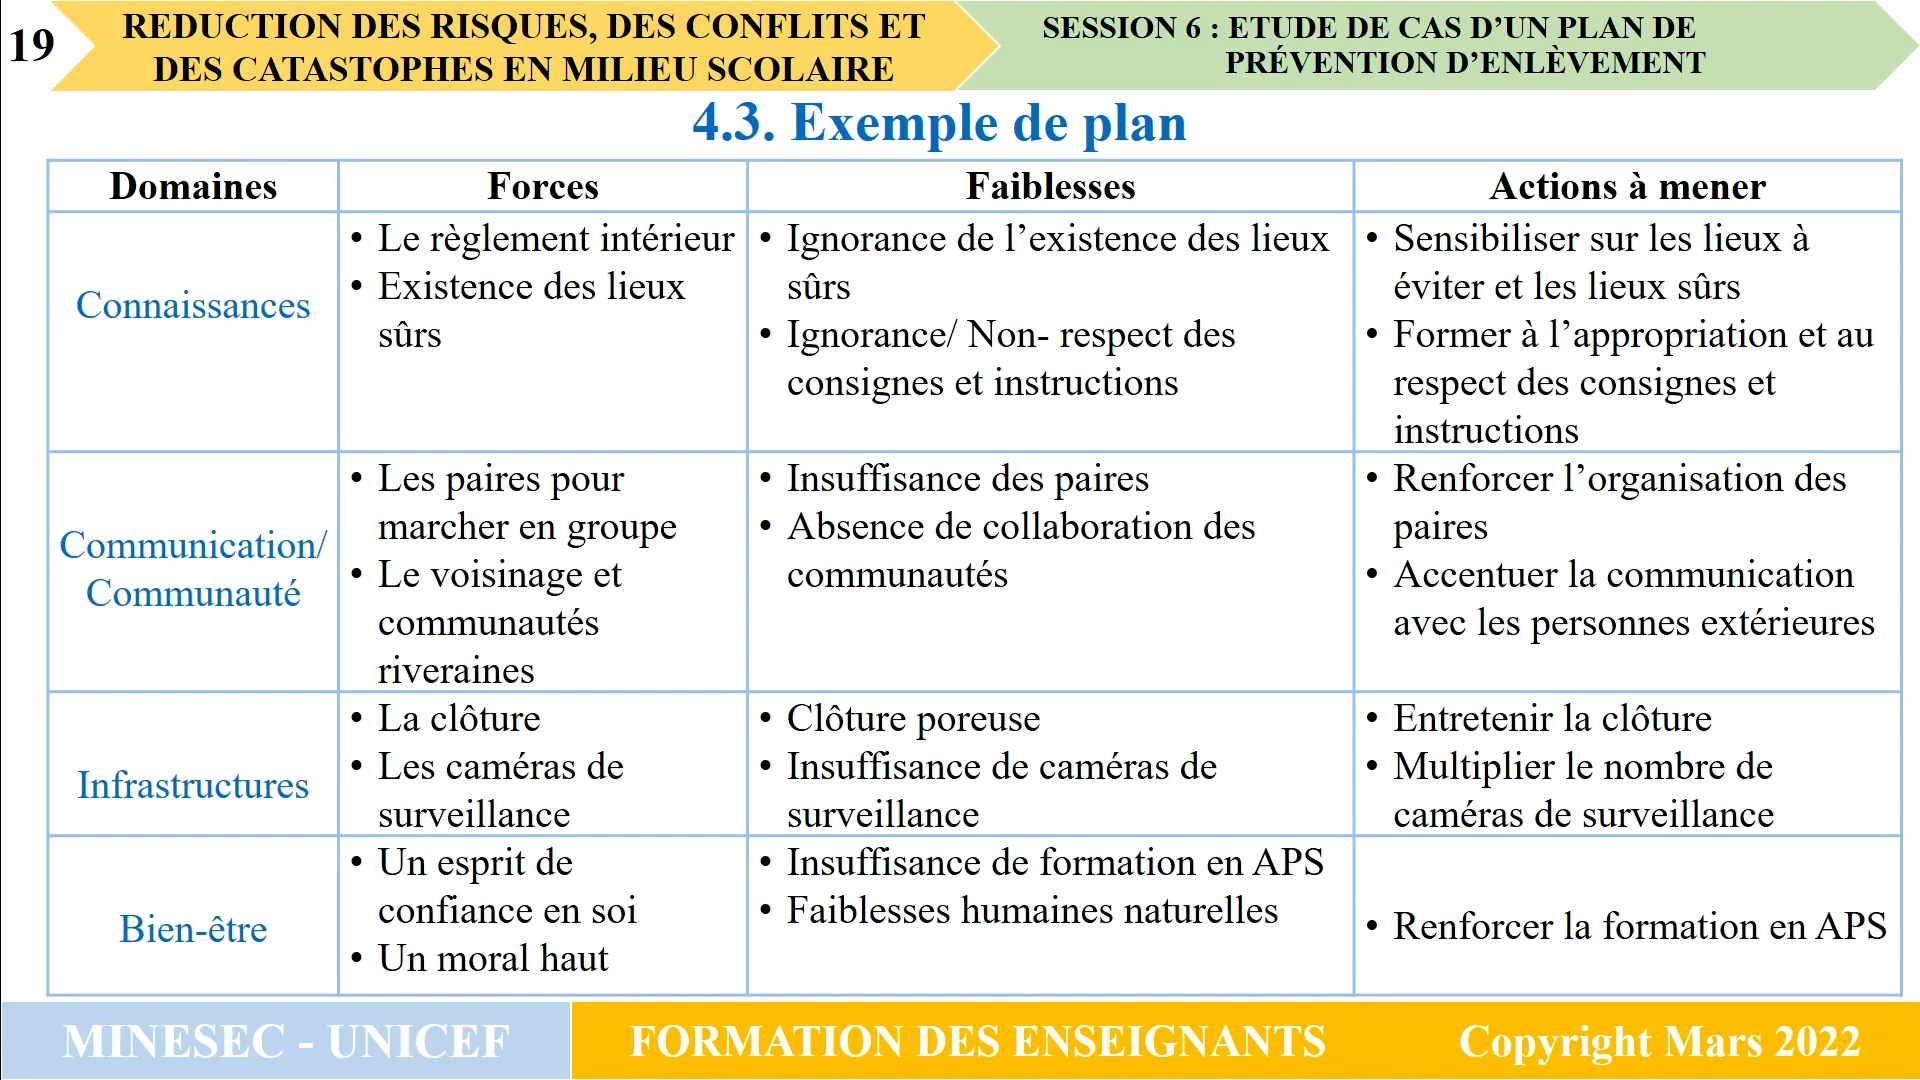 19
REDUCTION DES RISQUES, DES CONFLITS ET
DES CATASTOPHES EN MILIEU SCOLAIRE
SESSION 6 : ETUDE DE CAS D’UN PLAN DE
PRÉVENTION D’ENLÈVEMENT
4.3. Exemple de plan
Domaines
Forces
Faiblesses
Actions à mener
Connaissances
• Le règlement intérieur
• Existence des lieux
sûrs
• Ignorance de l’existence des lieux
sûrs
• Ignorance/ Non- respect des
consignes et instructions
• Sensibiliser sur les lieux à
éviter et les lieux sûrs
• Former à l’appropriation et au
respect des consignes et
instructions
Communication/
Communauté
• Les paires pour
marcher en groupe
• Le voisinage et
communautés
riveraines
• Insuffisance des paires
• Absence de collaboration des
communautés
• Renforcer l’organisation des
paires
• Accentuer la communication
avec les personnes extérieures
Infrastructures
• La clôture
• Les caméras de
surveillance
• Clôture poreuse
• Insuffisance de caméras de
surveillance
• Entretenir la clôture
• Multiplier le nombre de
caméras de surveillance
Bien-être
• Un esprit de
confiance en soi
• Un moral haut
• Insuffisance de formation en APS
• Faiblesses humaines naturelles
• Renforcer la formation en APS
MINESEC - UNICEF
FORMATION DES ENSEIGNANTS
Copyright Mars 2022